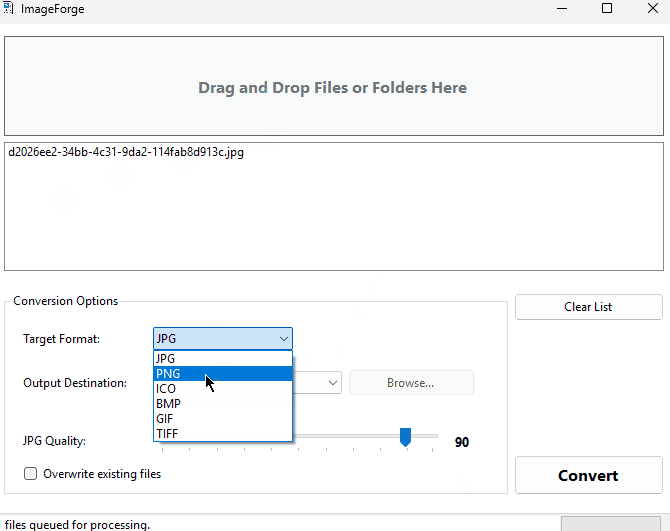 ImageForge
Drag and Drop Files or Folders Here
d2026ee2-34bb-4c31-9da2-114fab8d913c.jpg
Conversion Options
Clear List
Target Format:
JPG
JPG
PNG
ICO
BMP
GIF
TIFF
Output Destination:
Browse...
JPG Quality:
90
Overwrite existing files
Convert
files queued for processing.